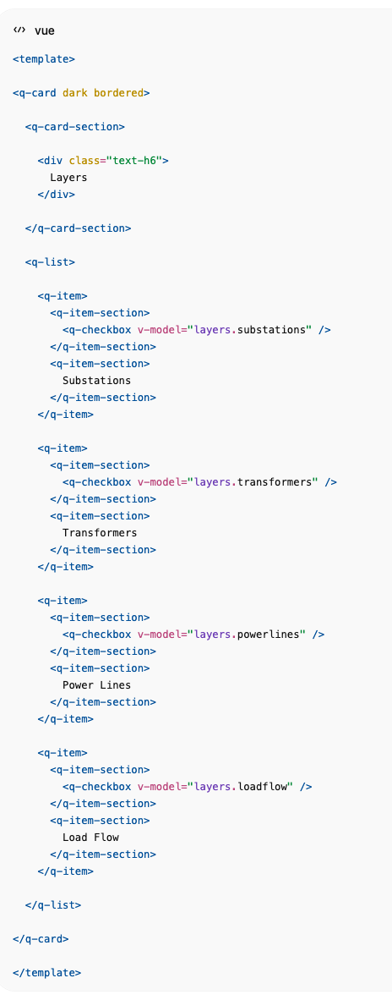 vue
<template>
<q-card dark bordered>
<q-card-section>
<div class="text-h6">
Layers
</div>
</q-card-section>
<q-list>
<q-item>
<q-item-section>
<q-checkbox v-model="layers.substations" />
</q-item-section>
<q-item-section>
Substations
</q-item-section>
</q-item>
<q-item>
<q-item-section>
<q-checkbox v-model="layers.transformers" />
</q-item-section>
<q-item-section>
Transformers
</q-item-section>
</q-item>
<q-item>
<q-item-section>
<q-checkbox v-model="layers.powerlines" />
</q-item-section>
<q-item-section>
Power Lines
</q-item-section>
</q-item>
<q-item>
<q-item-section>
<q-checkbox v-model="layers.loadflow" />
</q-item-section>
<q-item-section>
Load Flow
</q-item-section>
</q-item>
</q-list>
</q-card>
</template>